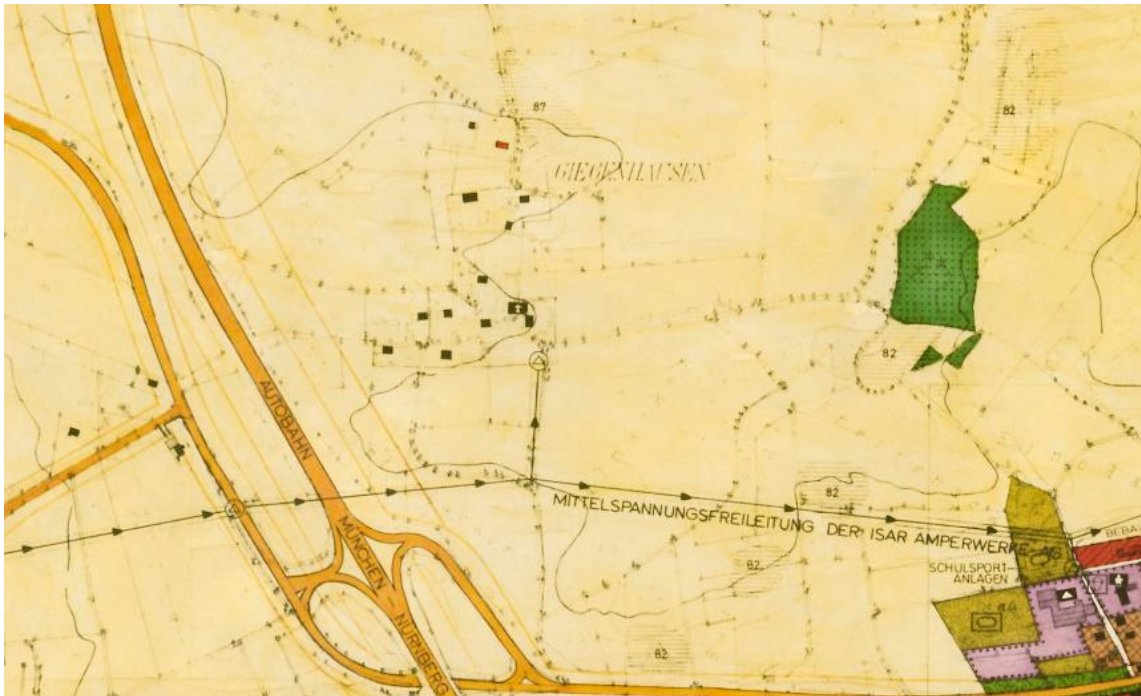 87
82
GIEGENHAUSEN
82
AUTOBAHN
MÜNCHEN - NÜRNBERG
82
MITTELSPANNUNGSFREILEITUNG DER ISAR AMPERWERKE AG
82
SCHULSPORT-
ANLAGEN
82